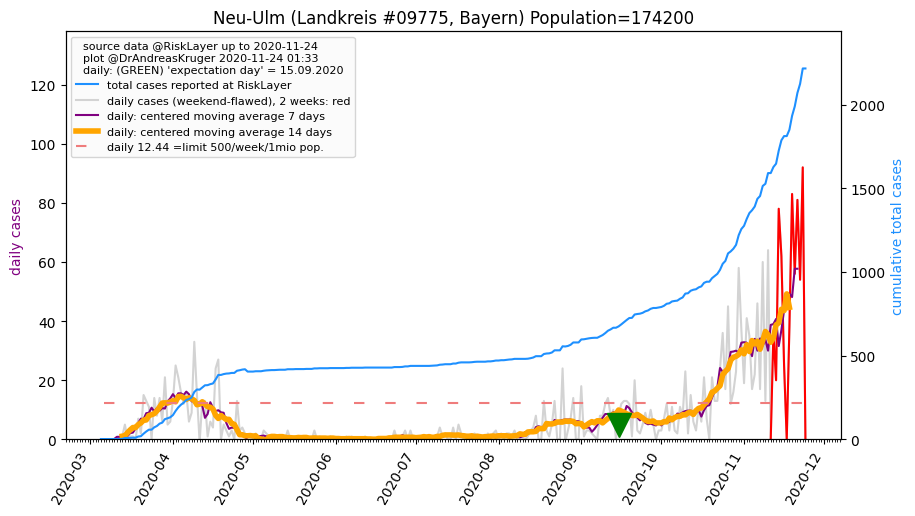 Neu-Ulm (Landkreis #09775, Bayern) Population=174200
source data @RiskLayer up to 2020-11-24
plot @DrAndreasKruger 2020-11-24 01:33
daily: (GREEN) 'expectation day' = 15.09.2020
total cases reported at RiskLayer
daily cases (weekend-flawed), 2 weeks: red
daily: centered moving average 7 days
daily: centered moving average 14 days
daily 12.44 =limit 500/week/1mio pop.
daily cases
120
100
80
60
40
20
0
cumulative total cases
2000
1500
1000
500
0
2020-03
2020-04
2020-05
2020-06
2020-07
2020-08
2020-09
2020-10
2020-11
2020-12